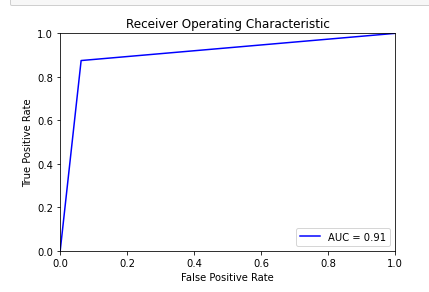 Receiver Operating Characteristic
1.0
0.8
0.6
0.4
0.2
0.0
True Positive Rate
AUC = 0.91
0.0 0.2 0.4 0.6 0.8 1.0
False Positive Rate